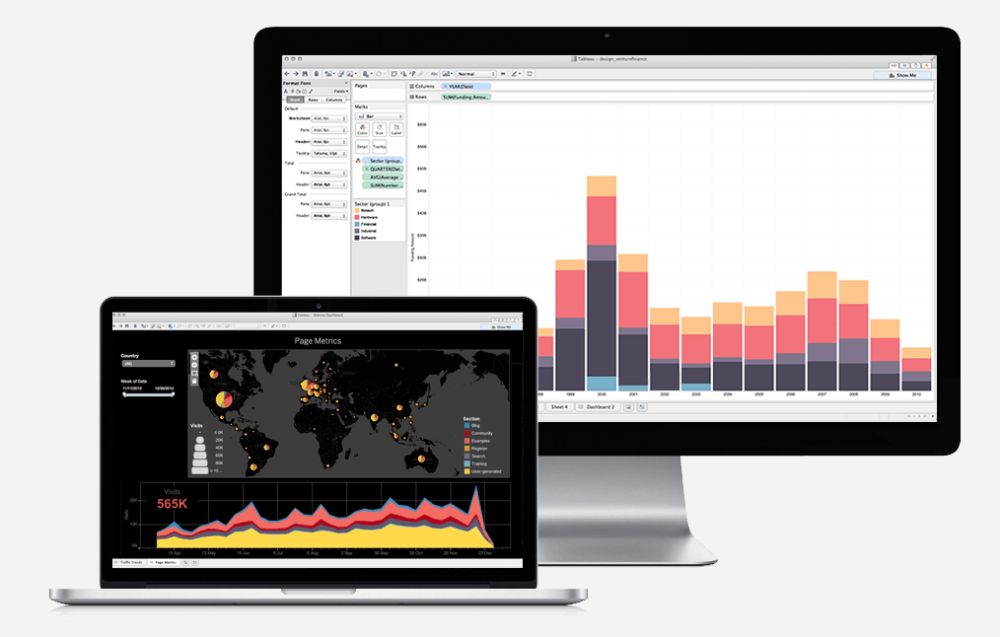 Tableau - design_venturefinance
Abc
Normal
Show Me
Format Font
Fields
Sheet Rows Columns
Default
Worksheet Arial, 8pt
Pane Arial, 8pt
Header Arial, 8pt
Tooltip Tahoma, 10pt
Total
Pane Arial, 8pt
Header Arial, 8pt
Grand Total
Pane Arial, 8pt
Header Arial, 8pt
Pages
Marks
Bar
Color Size Label
Detail Tooltip
Sector (group..
QUARTER(Dat..
AVG(Average ..
SUM(Number ..
Sector (group) 1
Biotech
Hardware
Financial
Industrial
Software
Columns YEAR(Date)
Rows SUM(Funding Amou..
Funding Amount
$60B
$55B
$45B
$40B
$35B
$30B
$25B
1999 2000 2001 2002 2003 2004 2005 2006 2007 2008 2009 2010
Sheet 4 Dashboard 2
Tableau - Website Dashboard
Show Me
Page Metrics
Country
(All)
Week of Date
11/11/2012 12/30/2012
Visits
≤ 0K
20K
40K
60K
80K
≥ 10 ...
Section
Blog
Community
Examples
Register
Search
Training
User-generated
Visits
565K
Visits
200
100
0K
15 Apr 13 May 10 Jun 8 Jul 5 Aug 2 Sep 30 Sep 28 Oct 25 Nov 23 Dec
Traffic Trends Page Metrics